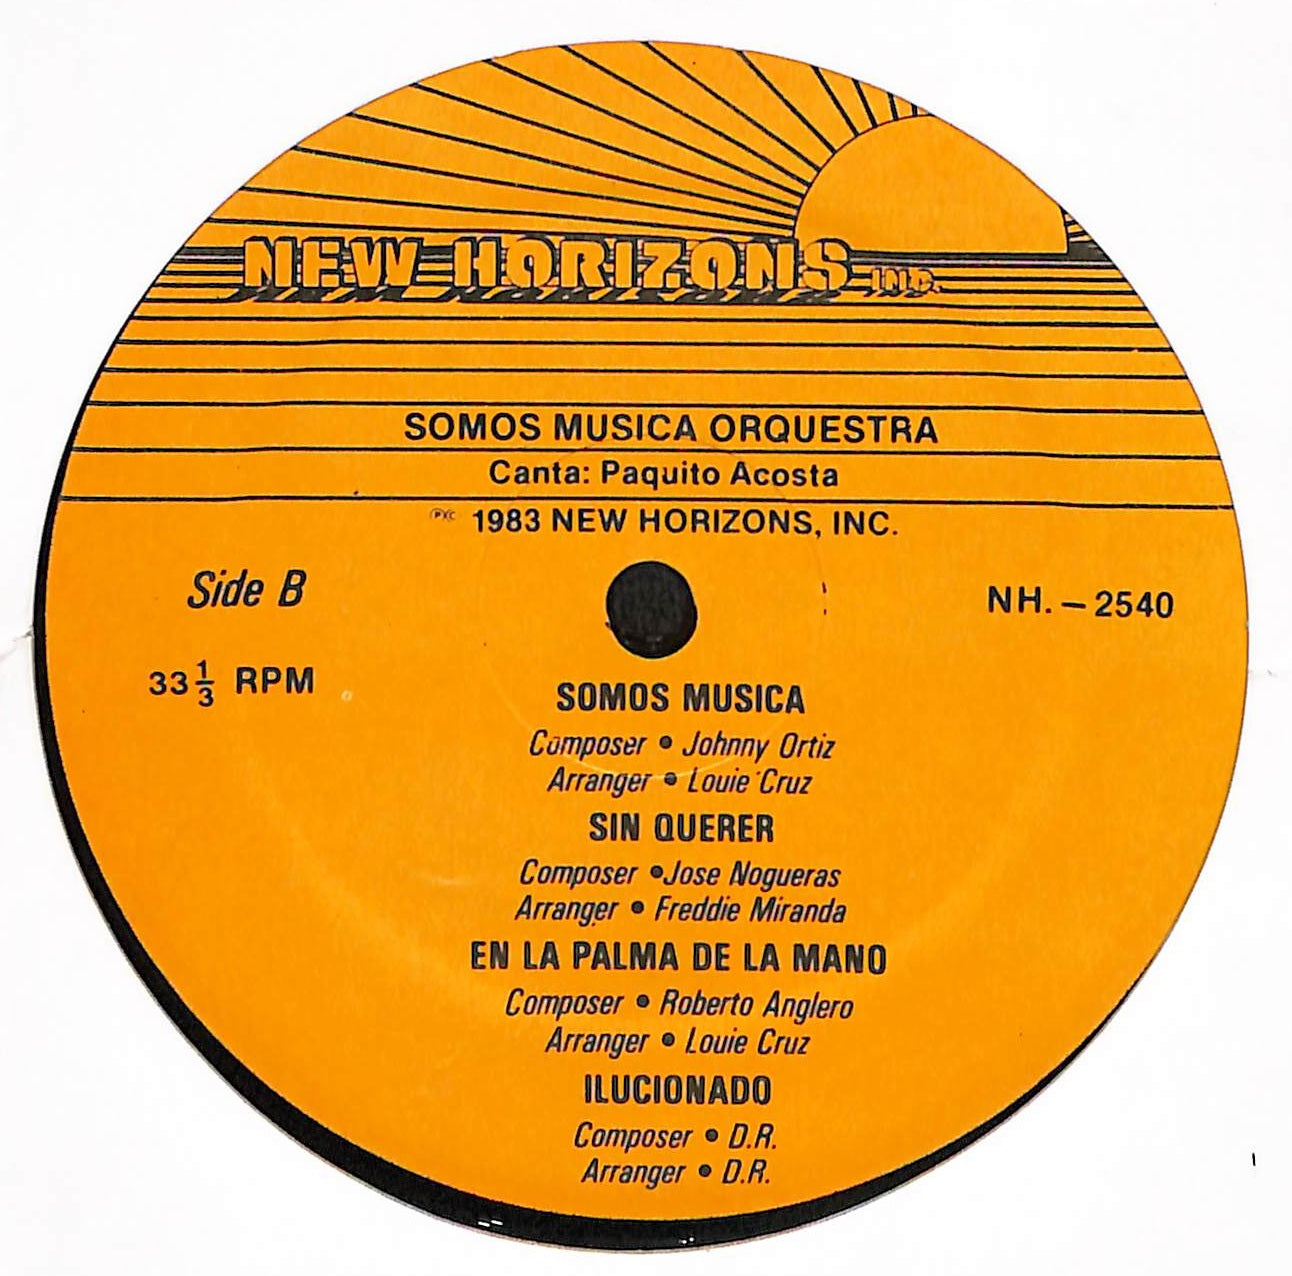 NEW HORIZONS INC.
SOMOS MUSICA ORQUESTRA
Canta: Paquito Acosta
℗© 1983 NEW HORIZONS, INC.
Side B
NH. – 2540
33 1/3 RPM
SOMOS MUSICA
Composer • Johnny Ortiz
Arranger • Louie Cruz
SIN QUERER
Composer • Jose Nogueras
Arranger • Freddie Miranda
EN LA PALMA DE LA MANO
Composer • Roberto Anglero
Arranger • Louie Cruz
ILUCIONADO
Composer • D.R.
Arranger • D.R.